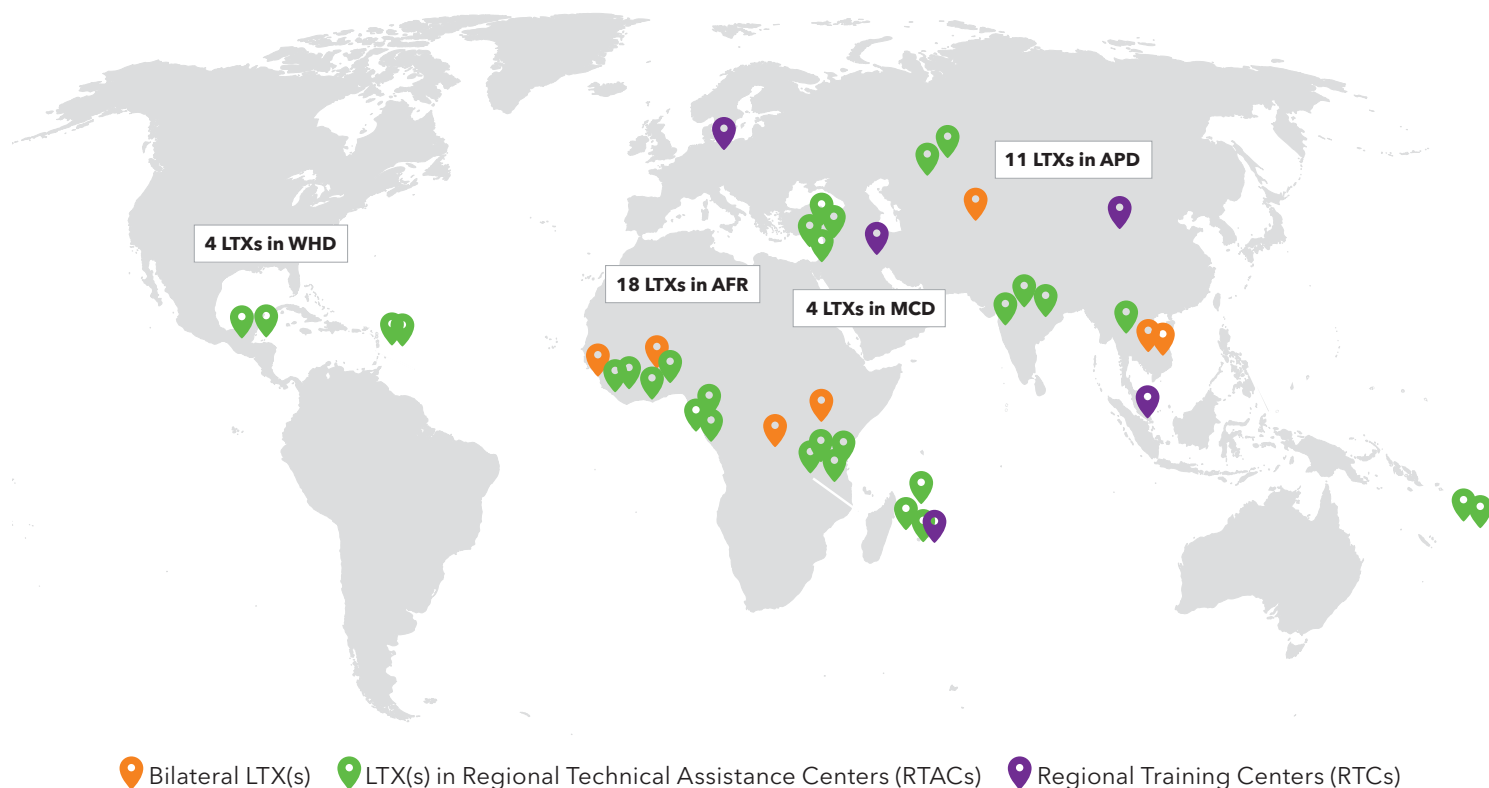 11 LTXs in APD
4 LTXs in WHD
18 LTXs in AFR
4 LTXs in MCD
Bilateral LTX(s) LTX(s) in Regional Technical Assistance Centers (RTACs) Regional Training Centers (RTCs)